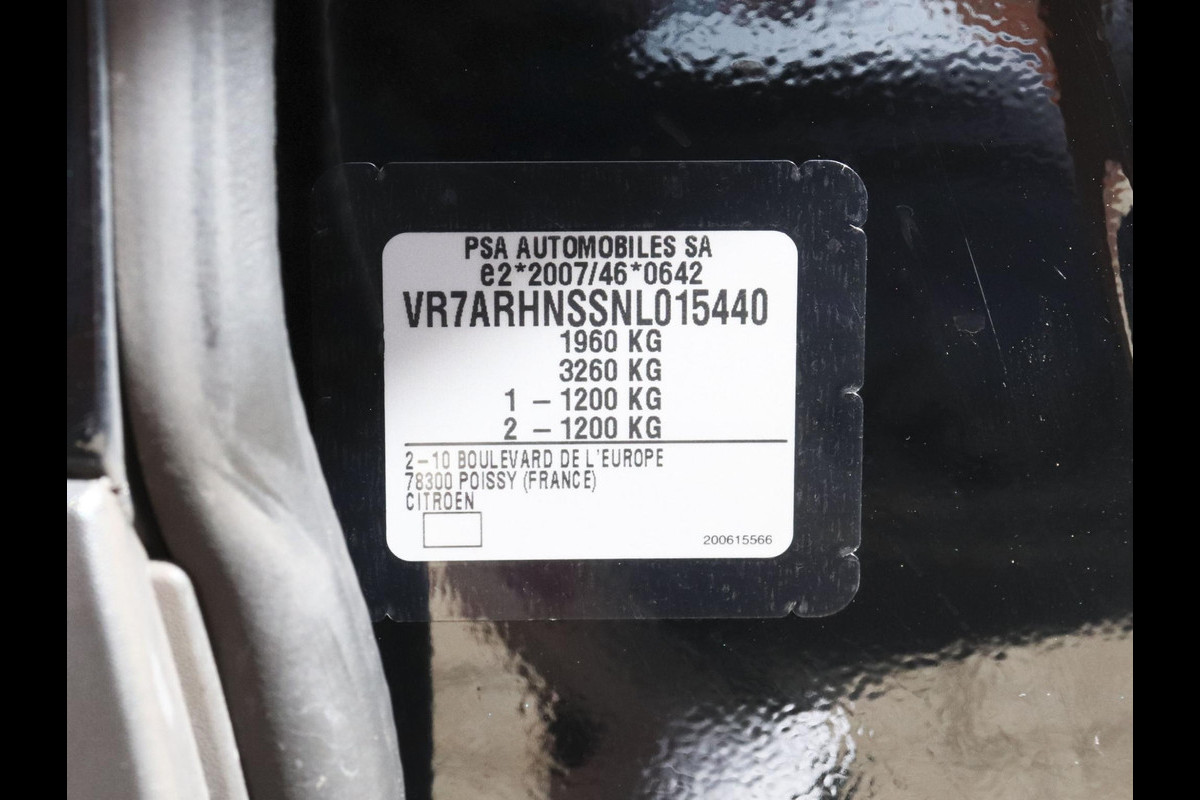 PSA AUTOMOBILES SA
e2*2007/46*0642
VR7ARHNSSNL015440
1960 KG
3260 KG
1 – 1200 KG
2 – 1200 KG
2–10 BOULEVARD DE L'EUROPE
78300 POISSY (FRANCE)
CITROEN
200615566